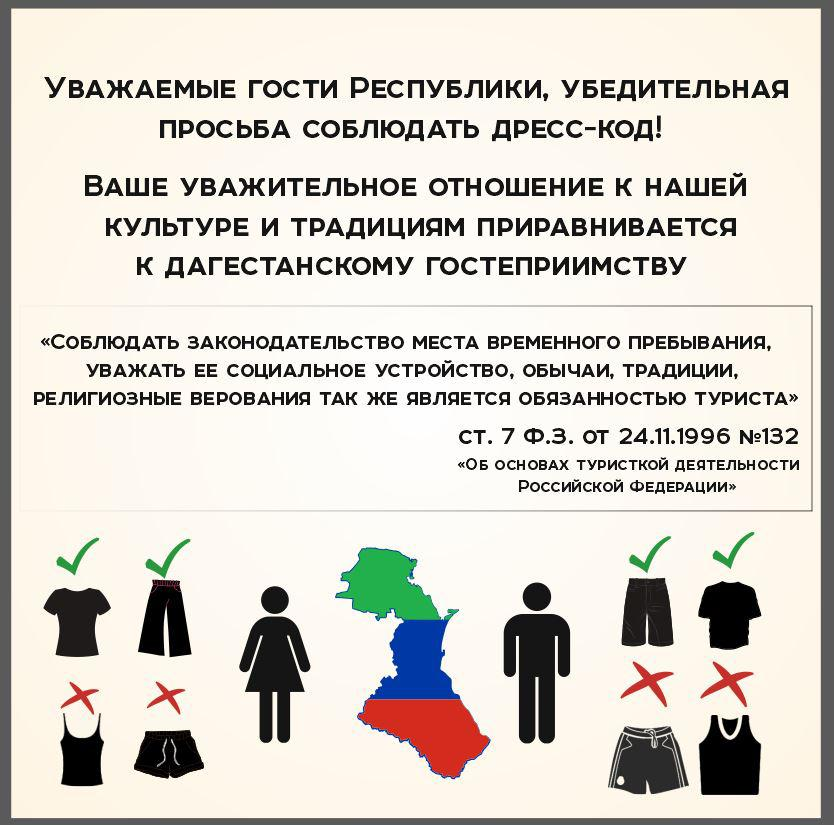 Уважаемые гости Республики, убедительная
просьба соблюдать дресс-код!
Ваше уважительное отношение к нашей
культуре и традициям приравнивается
к дагестанскому гостеприимству
«Соблюдать законодательство места временного пребывания,
уважать ее социальное устройство, обычаи, традиции,
религиозные верования так же является обязанностью туриста»
ст. 7 Ф.З. от 24.11.1996 №132
«Об основах туристкой деятельности
Российской Федерации»